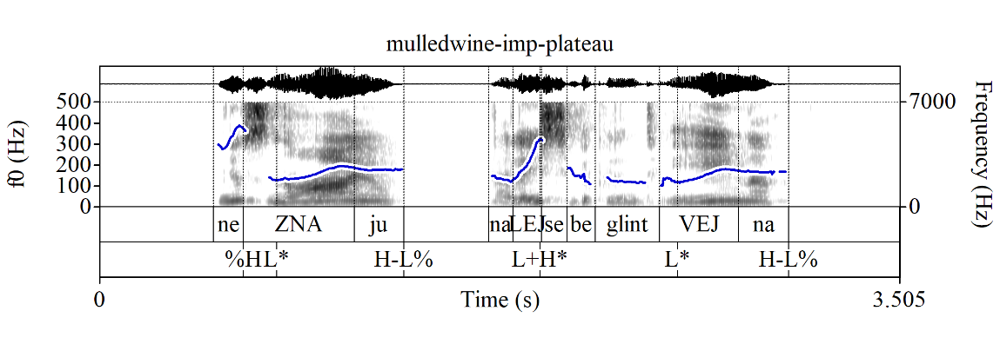 mulledwine-imp-plateau
500
400
300
200
100
0
f0 (Hz)
7000
0
Frequency (Hz)
ne ZNA ju na LEJ se be glint VEJ na
%H L* H-L% L+H* L* H-L%
0 Time (s) 3.505